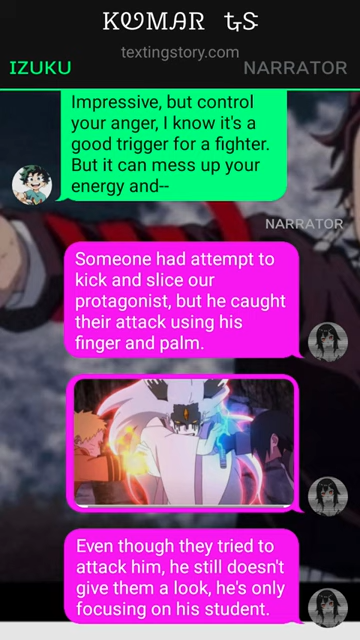 KᏬMAR ᎿᎶ
textingstory.com
IZUKU
NARRATOR
Impressive, but control
your anger, I know it's a
good trigger for a fighter.
But it can mess up your
energy and--
NARRATOR
Someone had attempt to
kick and slice our
protagonist, but he caught
their attack using his
finger and palm.
Even though they tried to
attack him, he still doesn't
give them a look, he's only
focusing on his student.